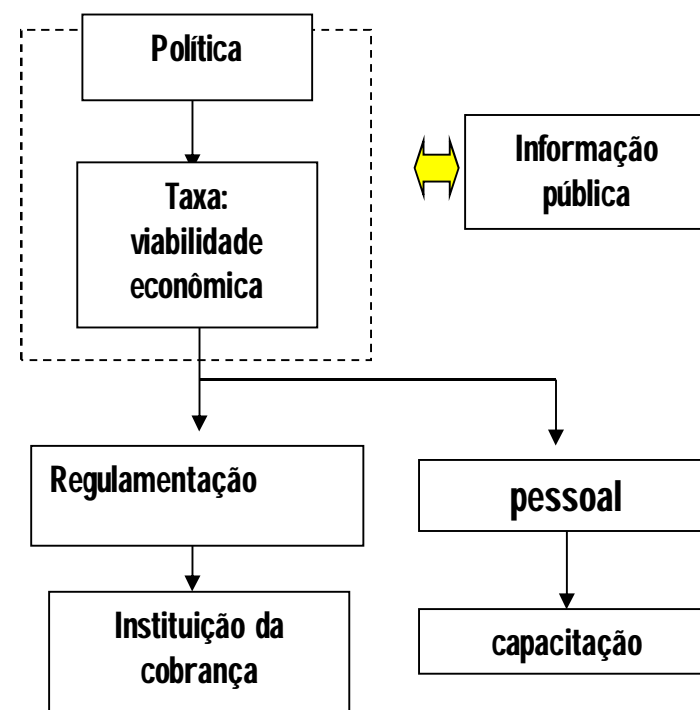 Política
Taxa:
viabilidade
econômica
Informação
pública
Regulamentação
pessoal
Instituição da
cobrança
capacitação